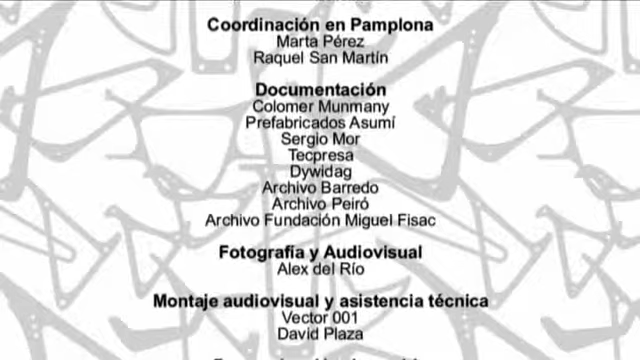 Coordinación en Pamplona
Marta Pérez
Raquel San Martín
Documentación
Colomer Munmany
Prefabricados Asumí
Sergio Mor
Tecpresa
Dywidag
Archivo Barredo
Archivo Peiró
Archivo Fundación Miguel Fisac
Fotografía y Audiovisual
Alex del Río
Montaje audiovisual y asistencia técnica
Vector 001
David Plaza